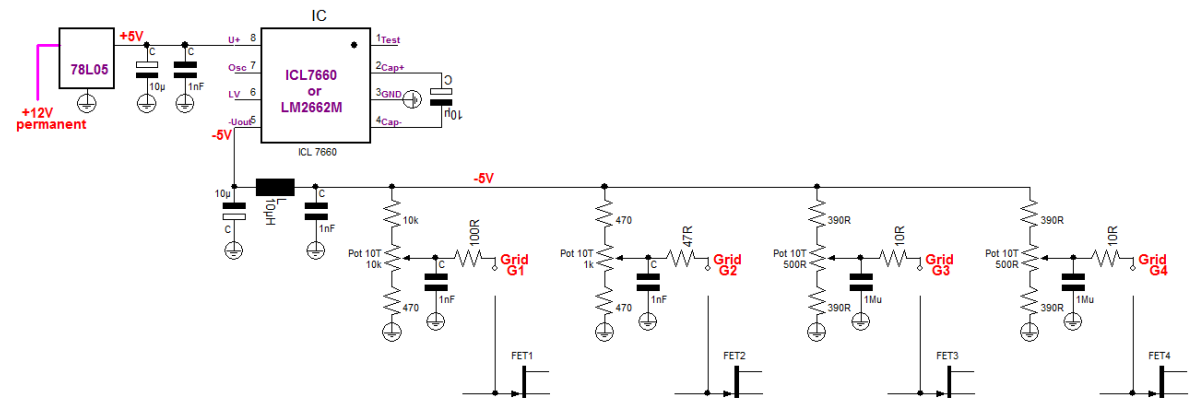 IC
+5V
78L05
+12V
permanent
C
10µ
C
1nF
U+ 8
Osc 7
LV 6
-Uout 5
-5V
ICL7660
or
LM2662M
1 Test
2 Cap+
3 GND
4 Cap-
ICL 7660
C
10µ
-5V
10µ
C
L
10µH
C
1nF
10k
Pot 10T
10k
470
C
1nF
100R
Grid
G1
FET1
470
Pot 10T
1k
470
C
1nF
47R
Grid
G2
FET2
390R
Pot 10T
500R
390R
1Mu
10R
Grid
G3
FET3
390R
Pot 10T
500R
390R
1Mu
10R
Grid
G4
FET4